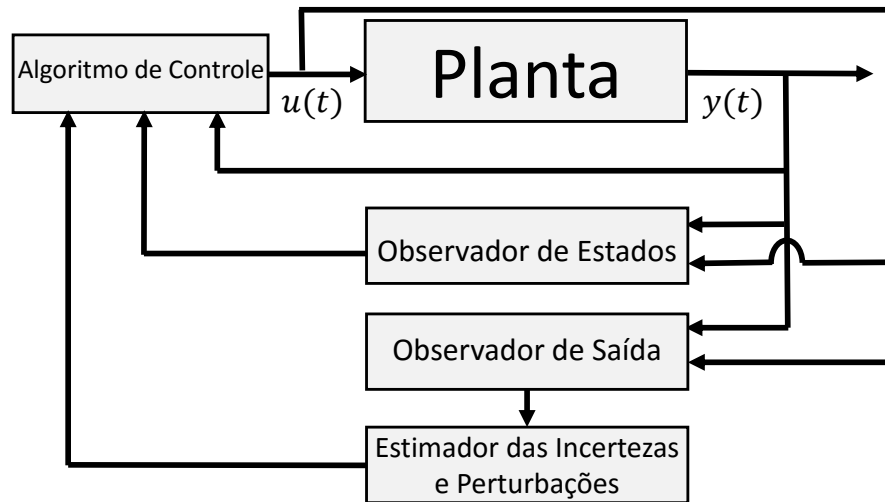 Algoritmo de Controle
u(t)
Planta
y(t)
Observador de Estados
Observador de Saída
Estimador das Incertezas
e Perturbações